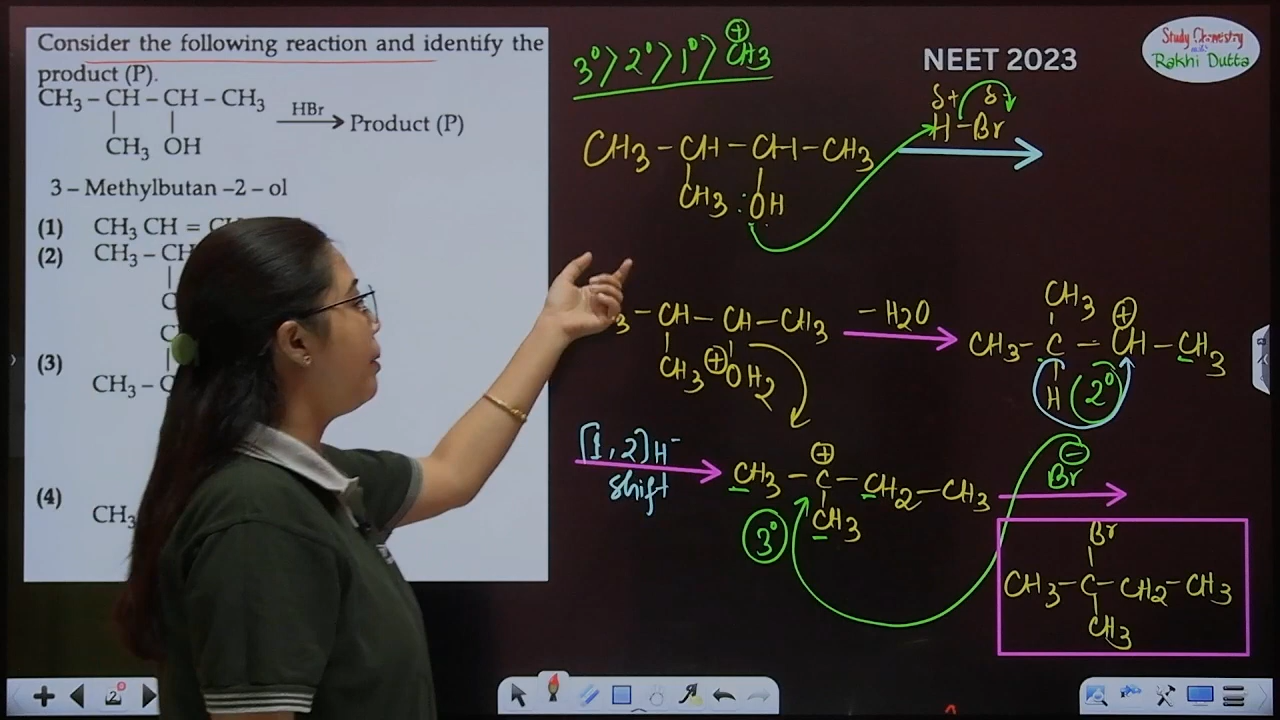 Consider the following reaction and identify the
product (P).
CH₃ – CH – CH – CH₃ HBr → Product (P)
CH₃ OH
3 – Methylbutan –2 – ol
(1) CH₃ CH =
(2) CH₃ – CH
(3)
CH₃ – C
(4)
CH₃
3° > 2° > 1° > ⊕CH₃
NEET 2023
Study Chemistry
with
Rakhi Dutta
δ+ δ-
H – Br
CH₃ – CH – CH – CH₃ →
CH₃ :OH
3 – CH – CH – CH₃ – H₂O →
CH₃ ⊕OH₂
CH₃ ⊕
CH₃ – C – CH – CH₃
H 2°
[1,2]H⁻
shift
⊕
CH₃ – C – CH₂ – CH₃
CH₃
3°
⊖
Br
Br
CH₃ – C – CH₂ – CH₃
CH₃
2